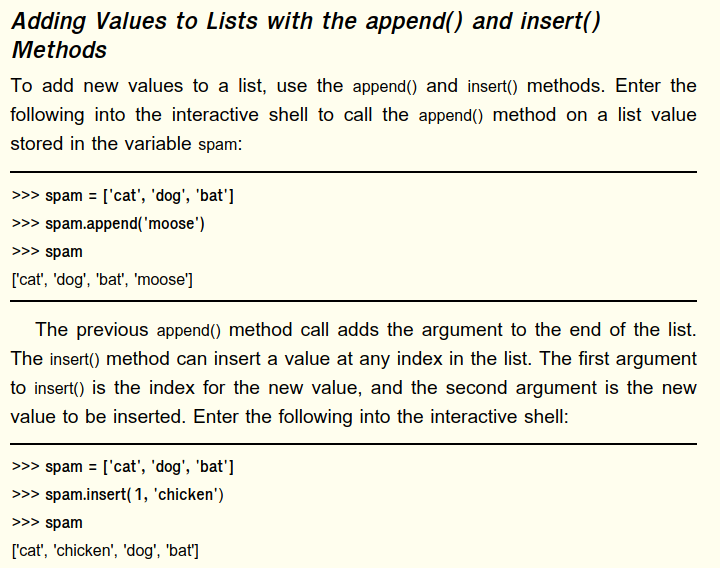 Adding Values to Lists with the append() and insert()
Methods
To add new values to a list, use the append() and insert() methods. Enter the
following into the interactive shell to call the append() method on a list value
stored in the variable spam:
>>> spam = ['cat', 'dog', 'bat']
>>> spam.append('moose')
>>> spam
['cat', 'dog', 'bat', 'moose']
The previous append() method call adds the argument to the end of the list.
The insert() method can insert a value at any index in the list. The first argument
to insert() is the index for the new value, and the second argument is the new
value to be inserted. Enter the following into the interactive shell:
>>> spam = ['cat', 'dog', 'bat']
>>> spam.insert(1, 'chicken')
>>> spam
['cat', 'chicken', 'dog', 'bat']